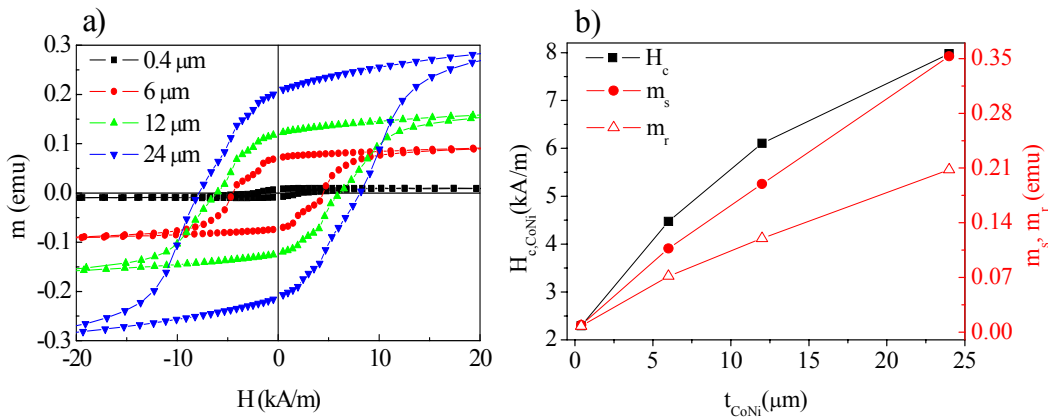 a)
0.3
0.2
0.1
0.0
-0.1
-0.2
-0.3
m (emu)
0.4 μm
6 μm
12 μm
24 μm
-20 -10 0 10 20
H (kA/m)
b)
8
7
6
5
4
3
2
H_c,CoNi (kA/m)
H_c
m_s
m_r
0.35
0.28
0.21
0.14
0.07
0.00
m_s, m_r (emu)
0 5 10 15 20 25
t_CoNi (μm)